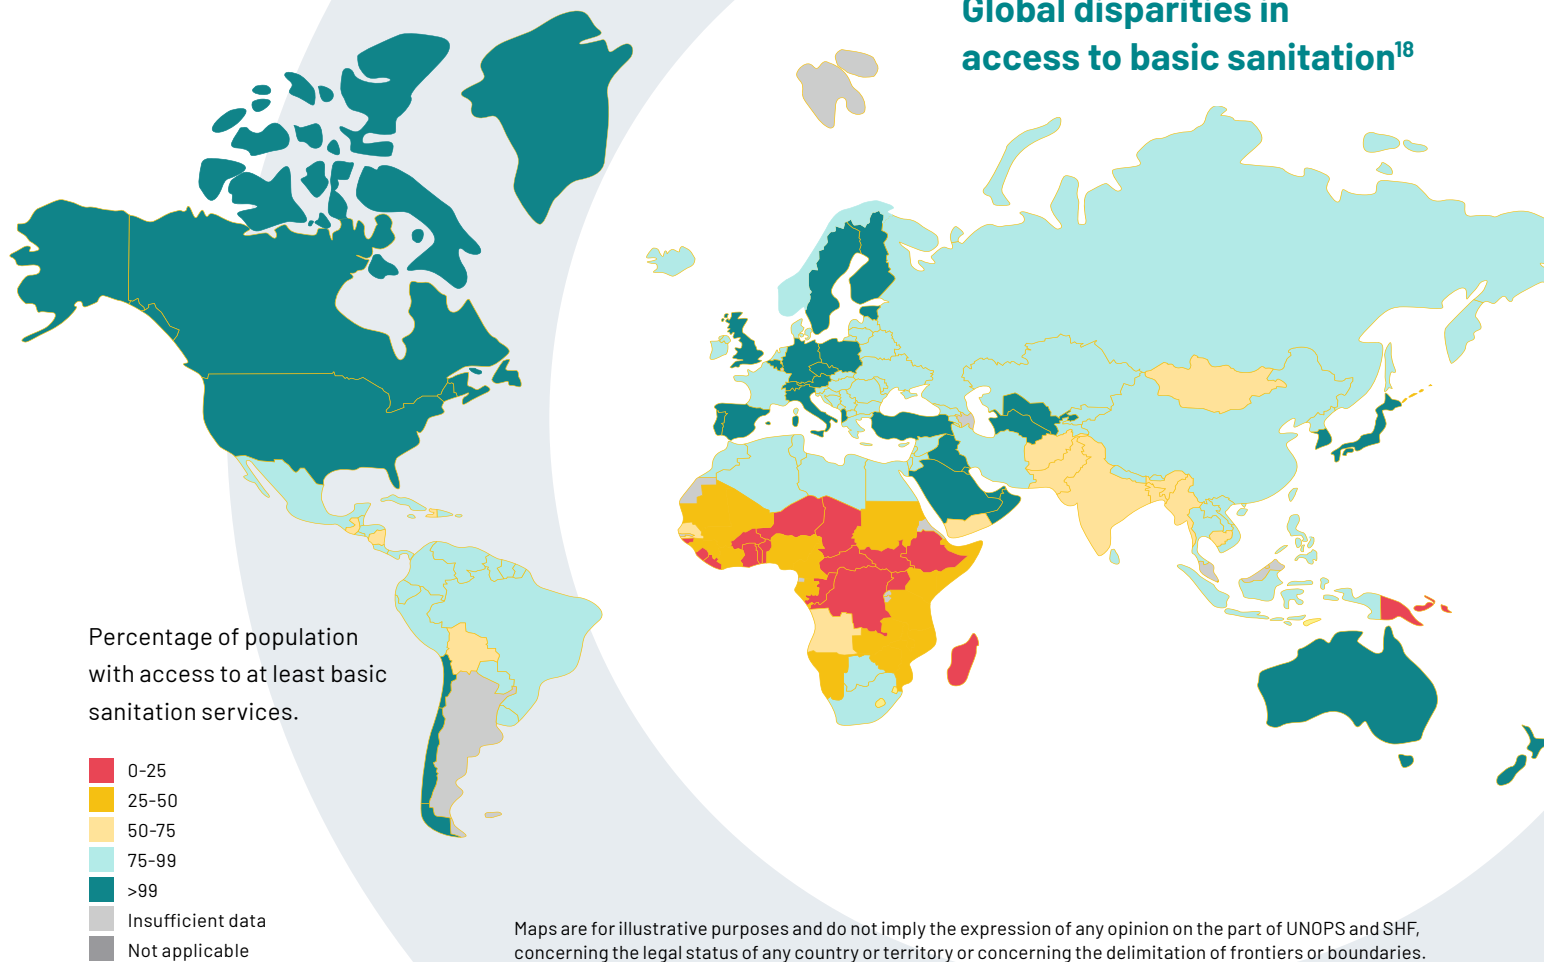 Global disparities in
access to basic sanitation18
Percentage of population
with access to at least basic
sanitation services.
0-25
25-50
50-75
75-99
>99
Insufficient data
Not applicable
Maps are for illustrative purposes and do not imply the expression of any opinion on the part of UNOPS and SHF,
concerning the legal status of any country or territory or concerning the delimitation of frontiers or boundaries.